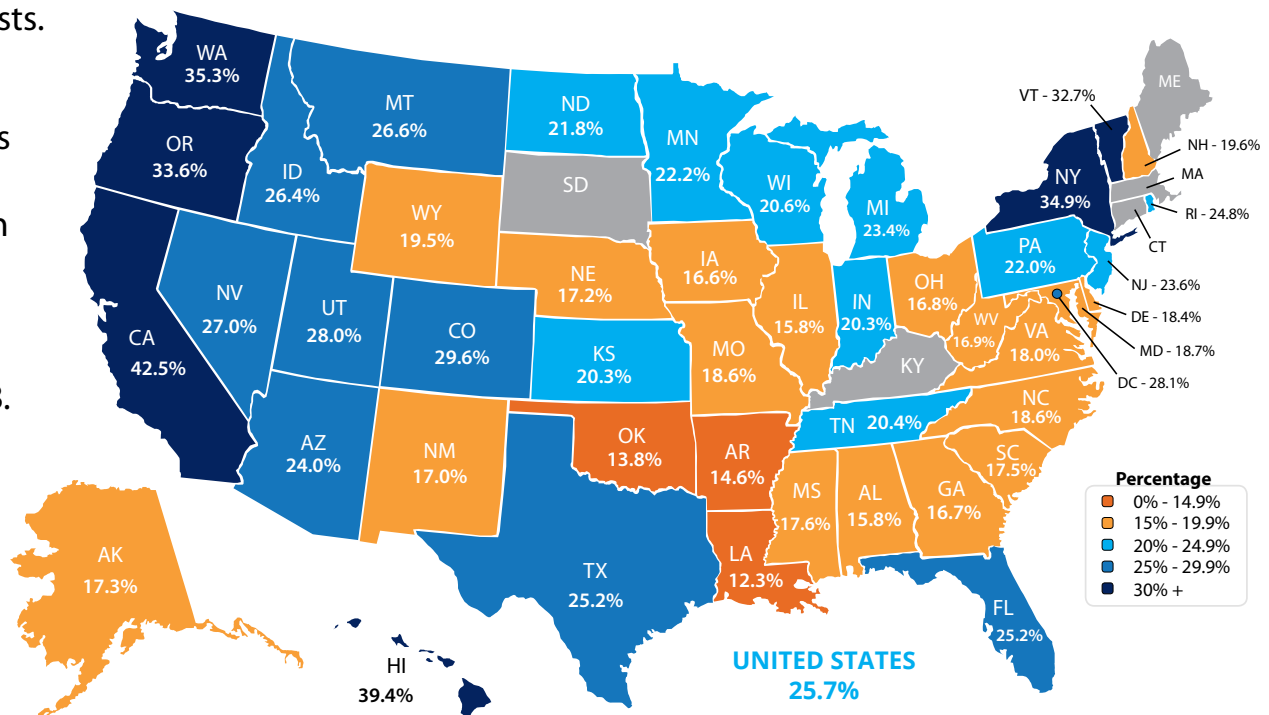 sts.
s
n
3.
WA
35.3%
OR
33.6%
CA
42.5%
ID
26.4%
NV
27.0%
MT
26.6%
WY
19.5%
UT
28.0%
CO
29.6%
AZ
24.0%
NM
17.0%
ND
21.8%
SD
NE
17.2%
KS
20.3%
OK
13.8%
TX
25.2%
MN
22.2%
IA
16.6%
MO
18.6%
AR
14.6%
LA
12.3%
WI
20.6%
IL
15.8%
MI
23.4%
IN
20.3%
OH
16.8%
KY
TN 20.4%
MS
17.6%
AL
15.8%
GA
16.7%
FL
25.2%
SC
17.5%
NC
18.6%
WV
16.9%
VA
18.0%
PA
22.0%
NY
34.9%
VT - 32.7%
ME
NH - 19.6%
MA
RI - 24.8%
CT
NJ - 23.6%
DE - 18.4%
MD - 18.7%
DC - 28.1%
AK
17.3%
HI
39.4%
UNITED STATES
25.7%
Percentage
0% - 14.9%
15% - 19.9%
20% - 24.9%
25% - 29.9%
30% +